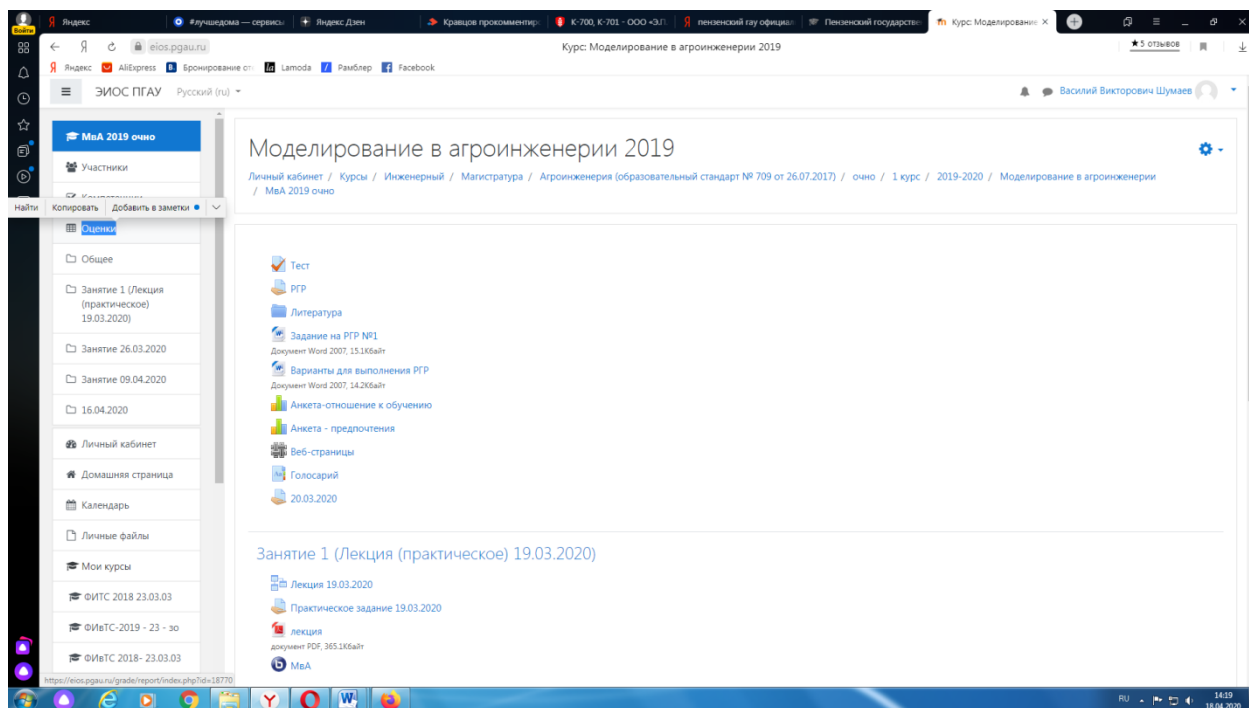 Яндекс
#лучшедома — сервисы
Яндекс.Дзен
Кравцов прокомментиро
К-700, К-701 - ООО «З.П.
пензенский гау официал
Пензенский государстве
Курс: Моделирование
Войти
eios.pgau.ru
Курс: Моделирование в агроинженерии 2019
★5 отзывов
Яндекс
AliExpress
Бронирование от
Lamoda
Рамблер
Facebook
ЭИОС ПГАУ
Русский (ru)
Василий Викторович Шумаев
МвА 2019 очно
Участники
Найти
Копировать
Добавить в заметки
Оценки
Общее
Занятие 1 (Лекция
(практическое)
19.03.2020)
Занятие 26.03.2020
Занятие 09.04.2020
16.04.2020
Личный кабинет
Домашняя страница
Календарь
Личные файлы
Мои курсы
ФИТС 2018 23.03.03
ФИвТС-2019 - 23 - зо
ФИвТС 2018- 23.03.03
https://eios.pgau.ru/grade/report/index.php?id=18770
Моделирование в агроинженерии 2019
Личный кабинет / Курсы / Инженерный / Магистратура / Агроинженерия (образовательный стандарт № 709 от 26.07.2017) / очно / 1 курс / 2019-2020 / Моделирование в агроинженерии
/ МвА 2019 очно
Тест
РГР
Литература
Задание на РГР №1
Документ Word 2007, 15.1Кбайт
Варианты для выполнения РГР
Документ Word 2007, 14.2Кбайт
Анкета-отношение к обучению
Анкета - предпочтения
Веб-страницы
Голосарий
20.03.2020
Занятие 1 (Лекция (практическое) 19.03.2020)
Лекция 19.03.2020
Практическое задание 19.03.2020
лекция
документ PDF, 365.1Кбайт
МвА
RU
14:19
18.04.2020